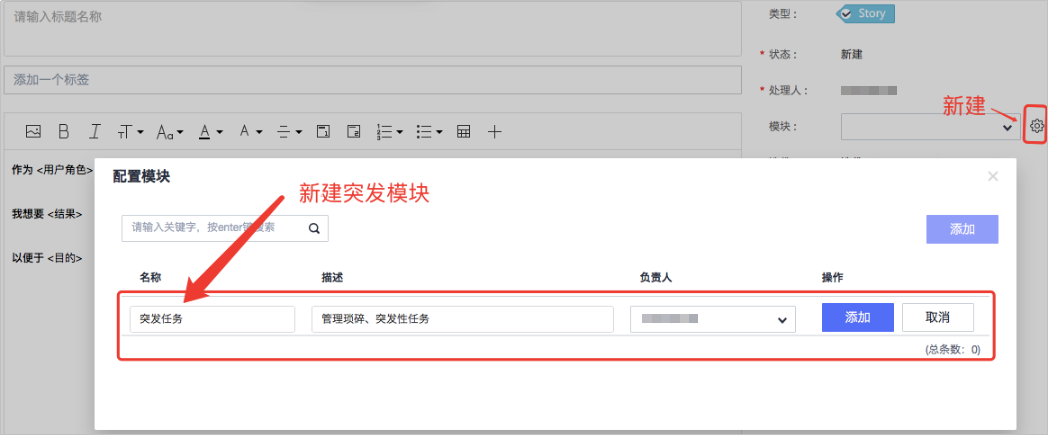 请输入标题名称
类型： Story
* 状态： 新建
添加一个标签
* 处理人：
新建
模块：
B I T Aa A A
作为 <用户角色>
配置模块
新建突发模块
我想要 <结果>
请输入关键字，按enter键搜索
添加
以便于 <目的>
名称 描述 负责人 操作
突发任务 管理琐碎、突发性任务 添加 取消
(总条数：0)